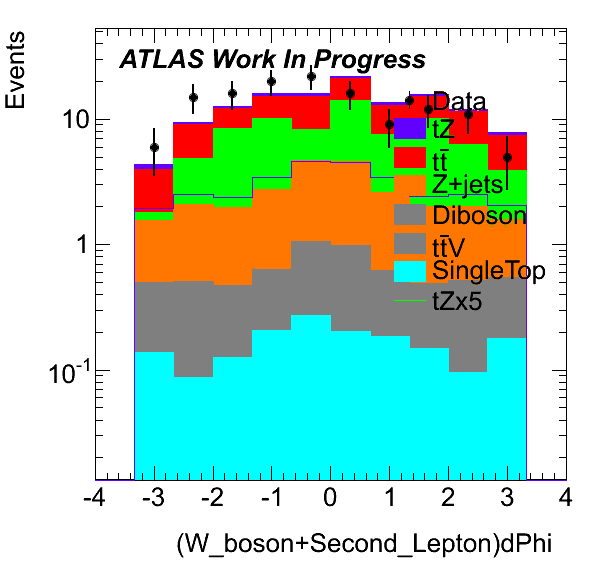 Events
ATLAS Work In Progress
Data
tZ
tt̄
Z+jets
Diboson
tt̄V
SingleTop
tZx5
10
1
10⁻¹
-4 -3 -2 -1 0 1 2 3 4
(W_boson+Second_Lepton)dPhi